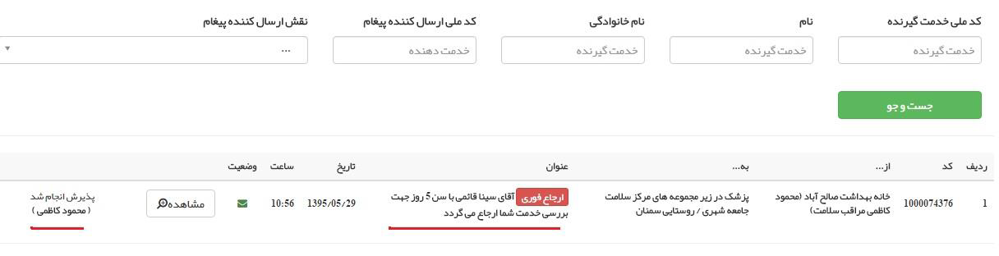 کد ملی خدمت گیرنده
نام
نام خانوادگی
کد ملی ارسال کننده پیغام
نقش ارسال کننده پیغام
خدمت گیرنده
خدمت گیرنده
خدمت گیرنده
خدمت دهنده
...
جست و جو
ردیف کد از... به... عنوان تاریخ ساعت وضعیت
1
1000074376
خانه بهداشت صالح آباد (محمود
کاظمی مراقب سلامت)
پزشک در زیر مجموعه های مرکز سلامت
جامعه شهری / روستایی سمنان
ارجاع فوری آقای سینا قائمی با سن 5 روز جهت
بررسی خدمت شما ارجاع می گردد
1395/05/29
10:56
مشاهده
پذیرش انجام شد
( محمود کاظمی )